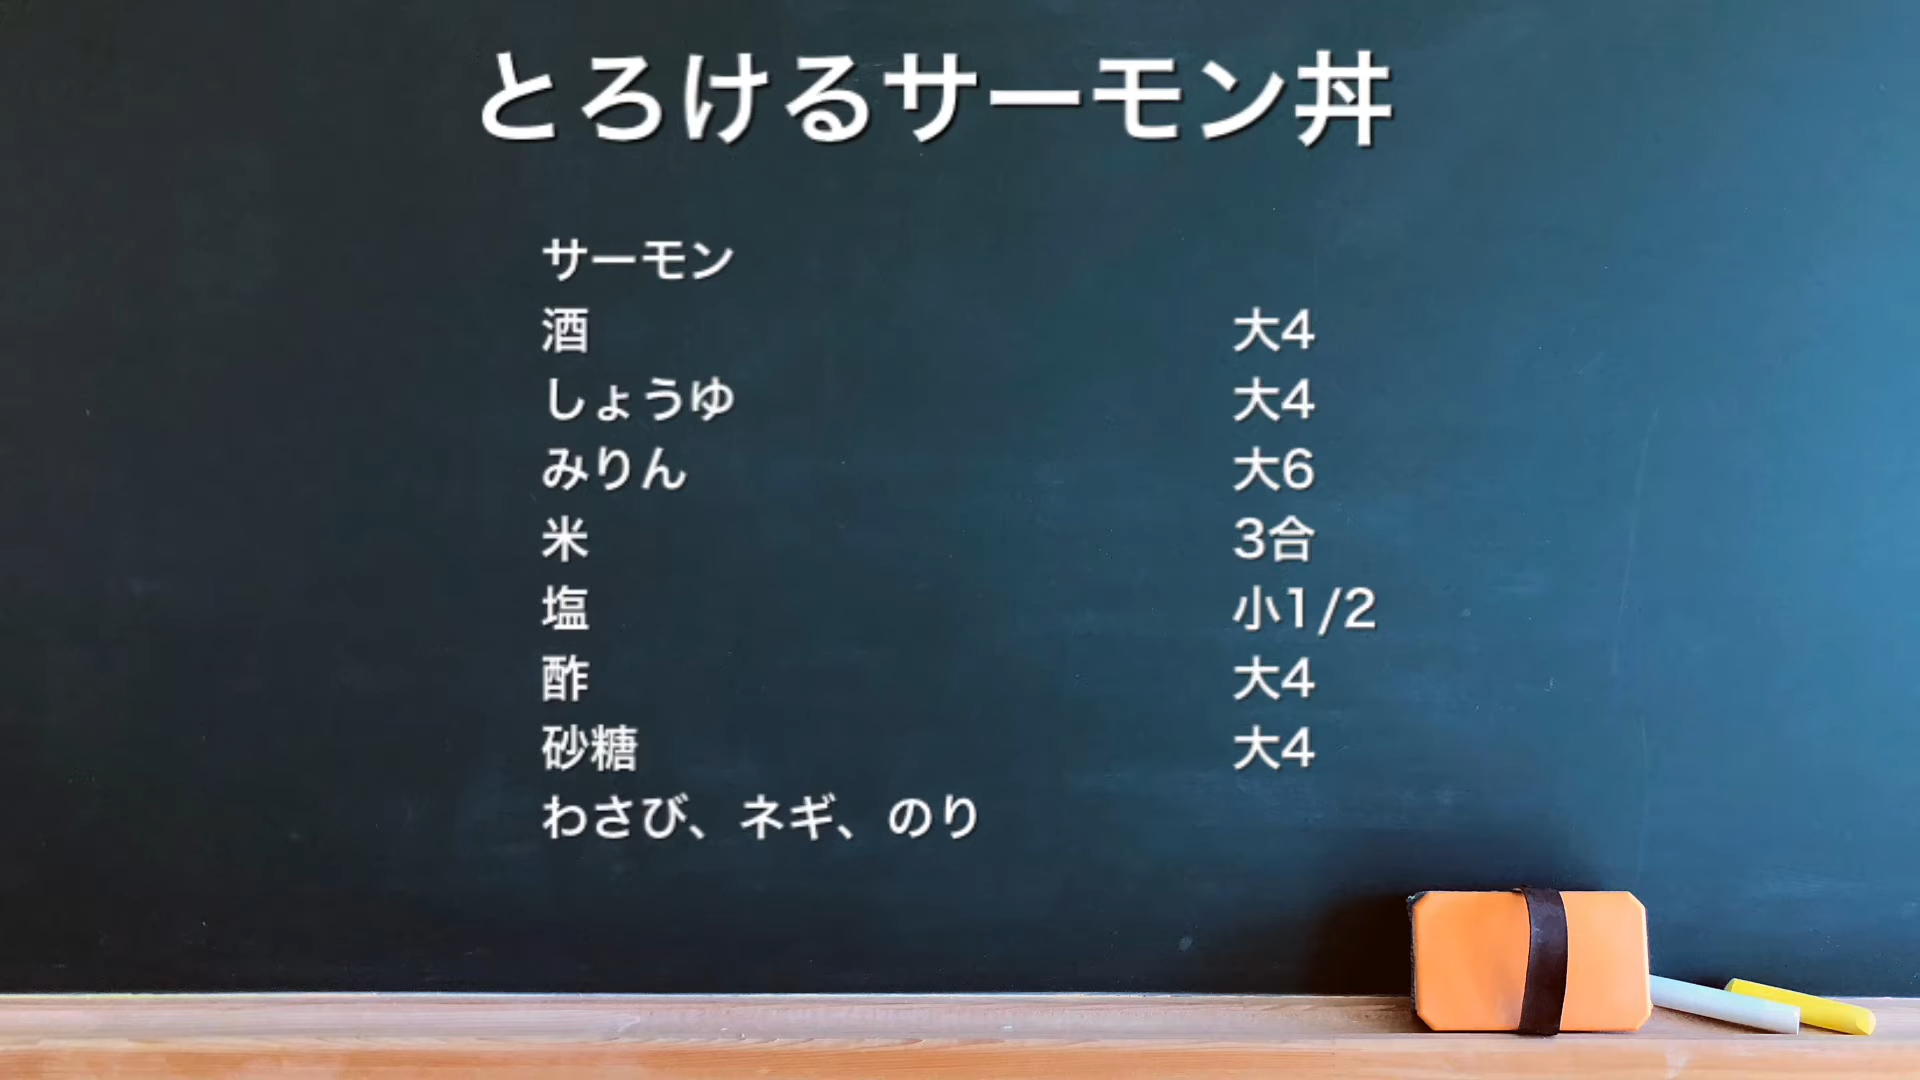 とろけるサーモン丼
サーモン
酒 大4
しょうゆ 大4
みりん 大6
米 3合
塩 小1/2
酢 大4
砂糖 大4
わさび、ネギ、のり